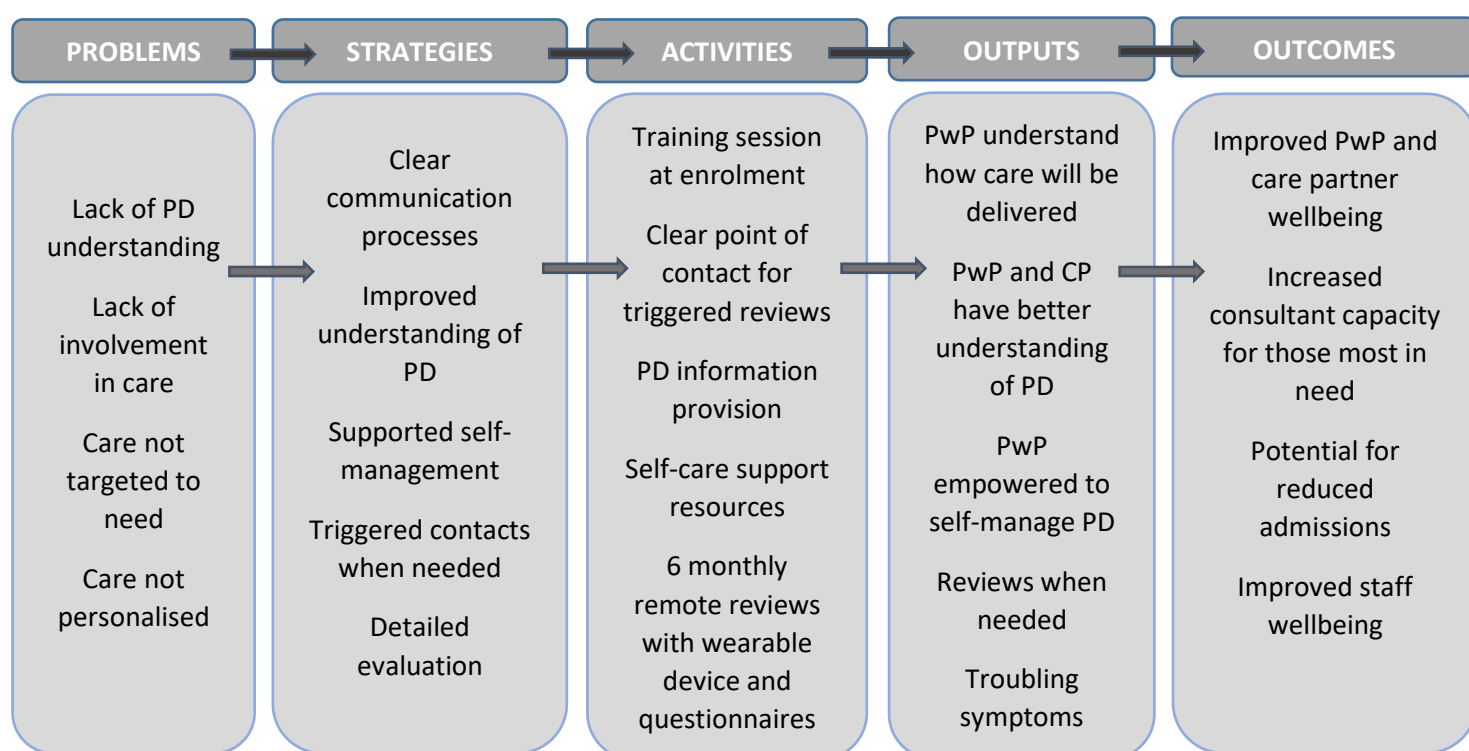 PROBLEMS
STRATEGIES
ACTIVITIES
OUTPUTS
OUTCOMES
Lack of PD
understanding
Lack of
involvement
in care
Care not
targeted to
need
Care not
personalised
Clear
communication
processes
Improved
understanding of
PD
Supported self-
management
Triggered contacts
when needed
Detailed
evaluation
Training session
at enrolment
Clear point of
contact for
triggered reviews
PD information
provision
Self-care support
resources
6 monthly
remote reviews
with wearable
device and
questionnaires
PwP understand
how care will be
delivered
PwP and CP
have better
understanding
of PD
PwP
empowered to
self-manage PD
Reviews when
needed
Troubling
symptoms
Improved PwP and
care partner
wellbeing
Increased
consultant capacity
for those most in
need
Potential for
reduced
admissions
Improved staff
wellbeing